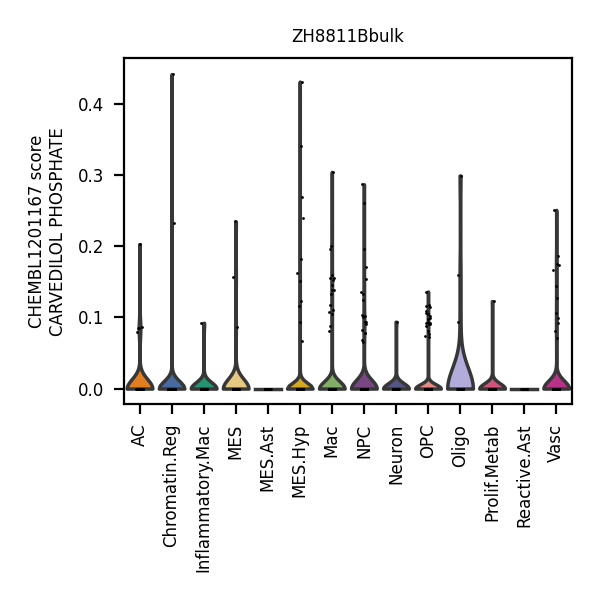 ZH8811Bbulk
CHEMBL1201167 score
CARVEDILOL PHOSPHATE
0.4
0.3
0.2
0.1
0.0
AC
Chromatin.Reg
Inflammatory.Mac
MES
MES.Ast
MES.Hyp
Mac
NPC
Neuron
OPC
Oligo
Prolif.Metab
Reactive.Ast
Vasc